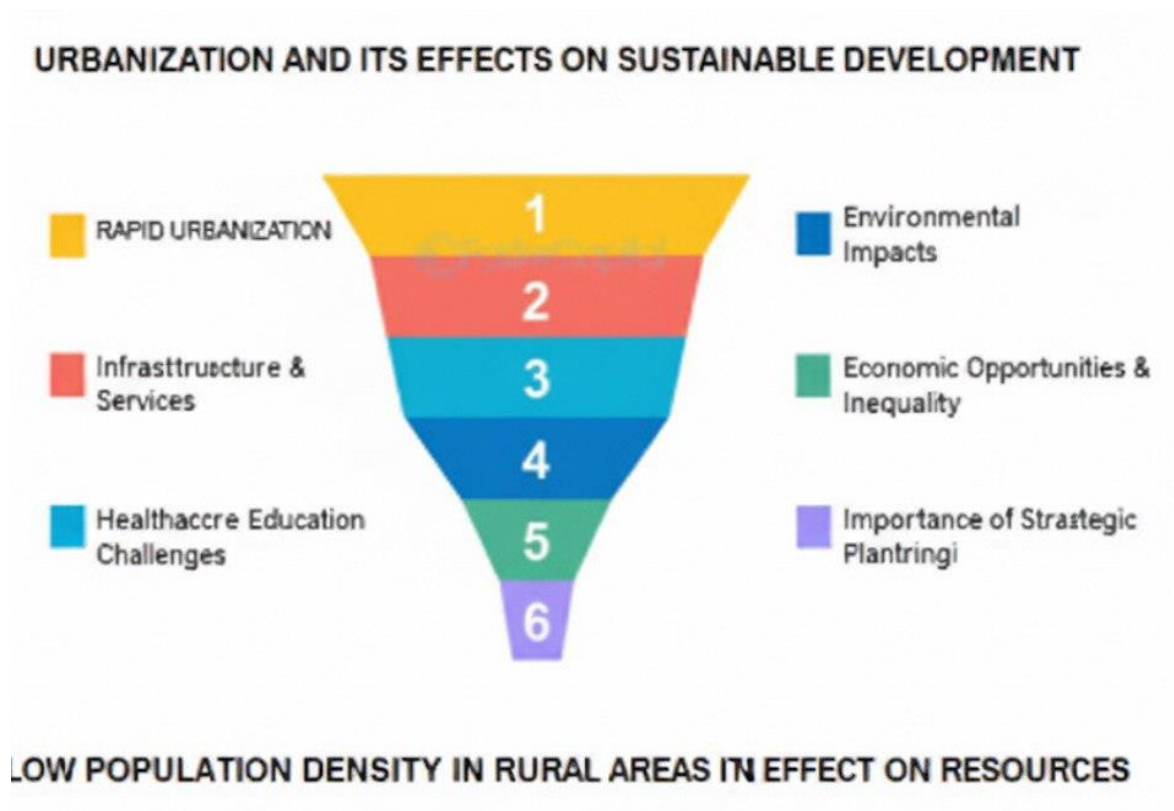 URBANIZATION AND ITS EFFECTS ON SUSTAINABLE DEVELOPMENT
RAPID URBANIZATION
Infrasttruscture &
Services
Healthaccre Education
Challenges
1
2
3
4
5
6
Environmental
Impacts
Economic Opportunities &
Inequality
Importance of Strastegic
Plantringi
LOW POPULATION DENSITY IN RURAL AREAS IN EFFECT ON RESOURCES